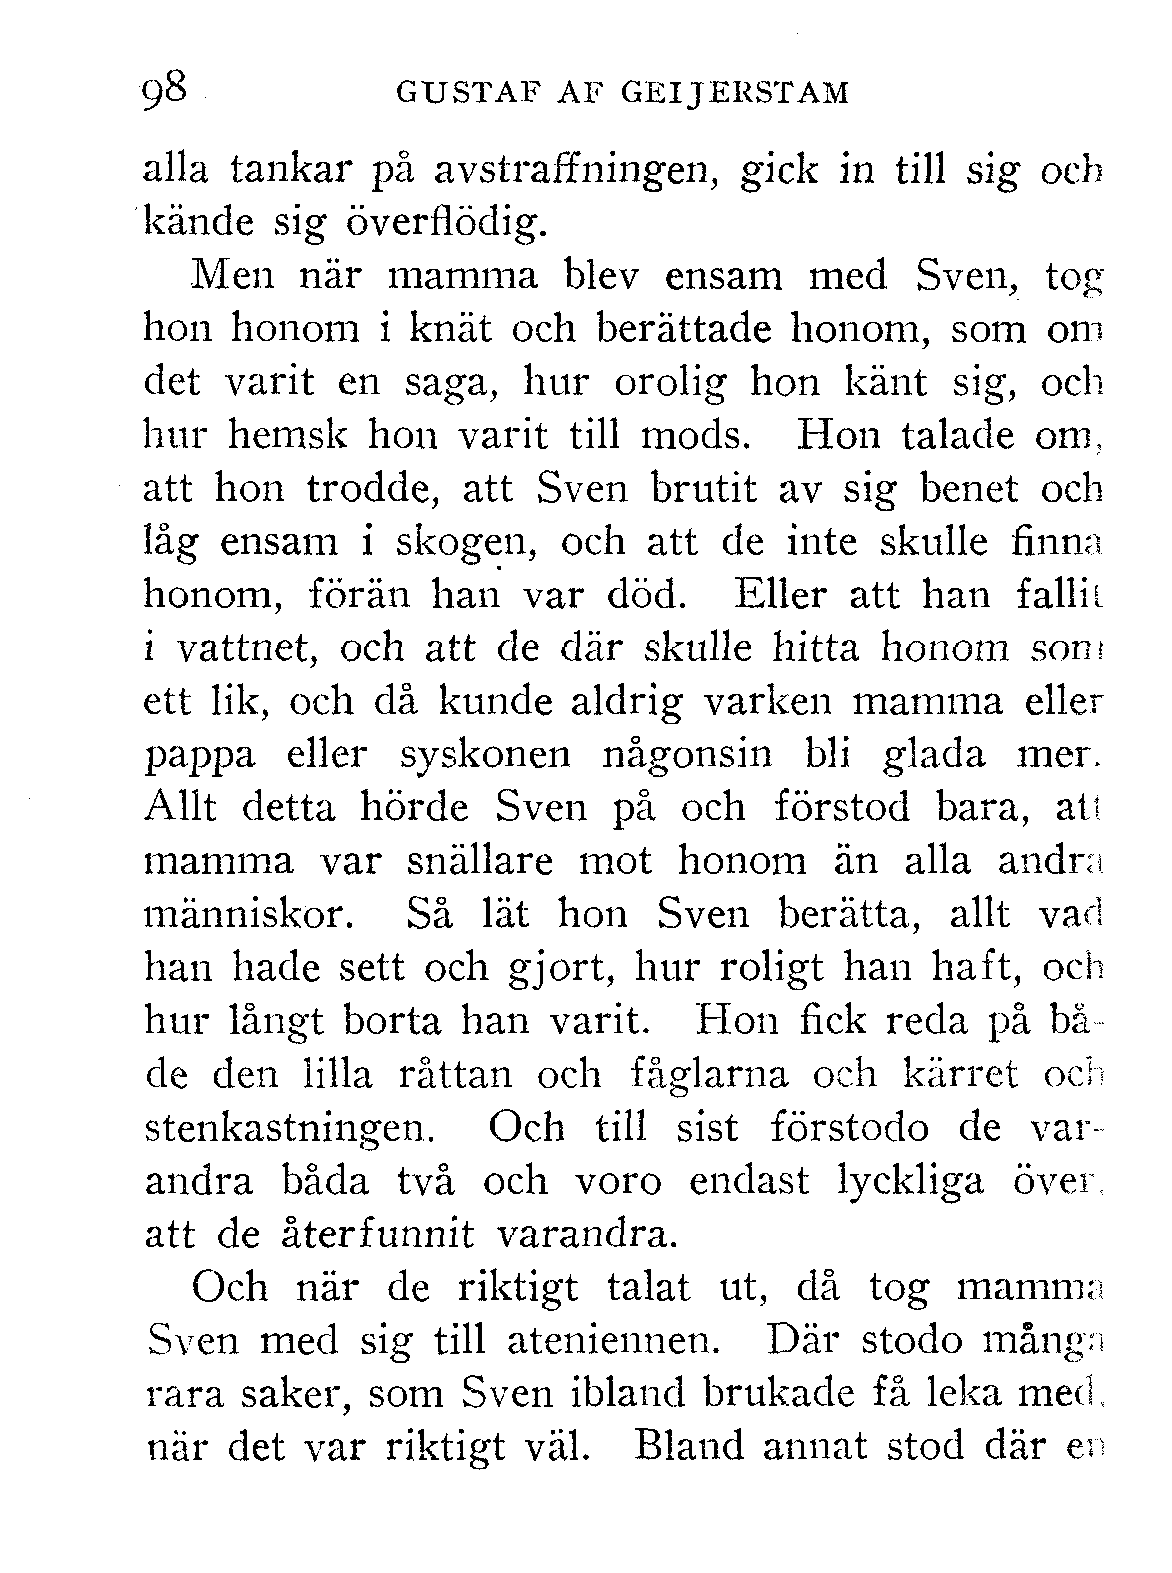 98 GUSTAF AF GEIJERSTAM
alla tankar på avstraffningen, gick in till sig och
kände sig överflödig.
Men när mamma blev ensam med Sven, tog
hon honom i knät och berättade honom, som om
det varit en saga, hur orolig hon känt sig, och
hur hemsk hon varit till mods. Hon talade om,
att hon trodde, att Sven brutit av sig benet och
låg ensam i skogen, och att de inte skulle finna
honom, förän han var död. Eller att han fallit
i vattnet, och att de där skulle hitta honom som
ett lik, och då kunde aldrig varken mamma eller
pappa eller syskonen någonsin bli glada mer.
Allt detta hörde Sven på och förstod bara, att
mamma var snällare mot honom än alla andra
människor. Så lät hon Sven berätta, allt vad
han hade sett och gjort, hur roligt han haft, och
hur långt borta han varit. Hon fick reda på bå-
de den lilla råttan och fåglarna och kärret och
stenkastningen. Och till sist förstodo de var-
andra båda två och voro endast lyckliga över,
att de återfunnit varandra.
Och när de riktigt talat ut, då tog mamma
Sven med sig till ateniennen. Där stodo många
rara saker, som Sven ibland brukade få leka med,
när det var riktigt väl. Bland annat stod där en